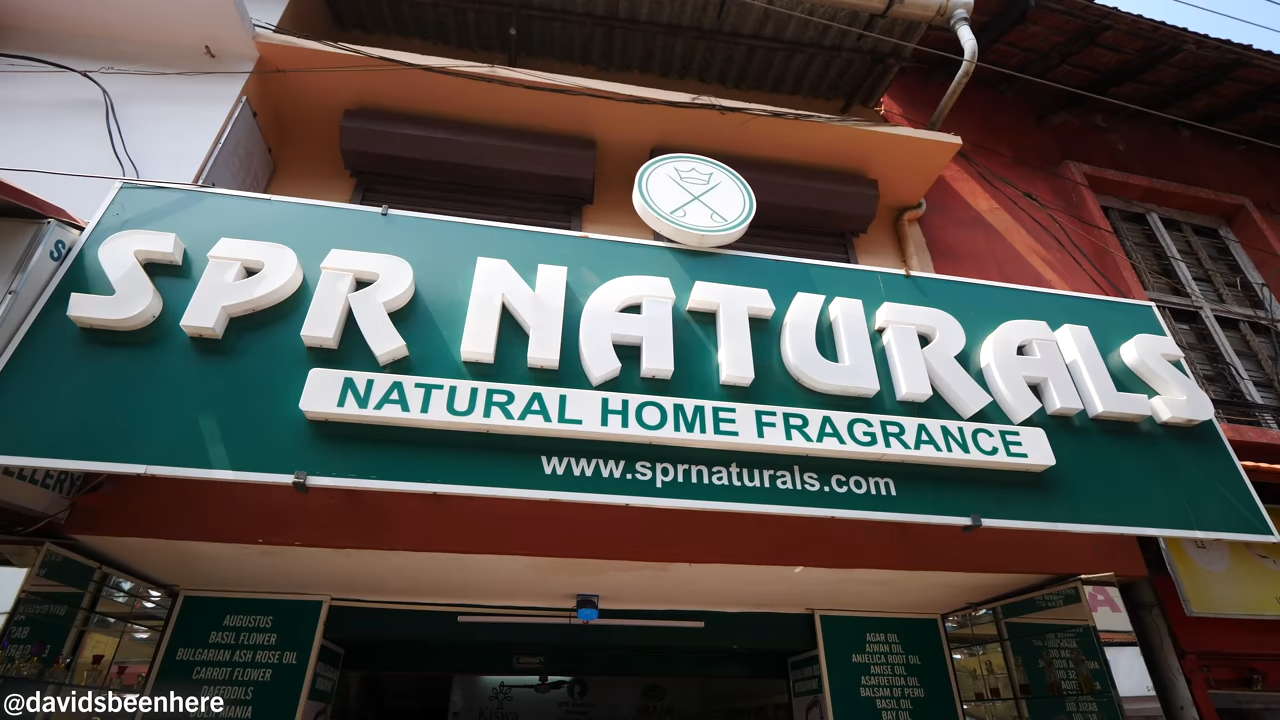 SPR NATURALS
NATURAL HOME FRAGRANCE
www.sprnaturals.com
AUGUSTUS
BASIL FLOWER
BULGARIAN ASH ROSE OIL
CARROT FLOWER
DAFFODILS
AGAR OIL
AJWAN OIL
ANJELICA ROOT OIL
ANISE OIL
ASAFOETIDA OIL
BALSAM OF PERU
BASIL OIL
BAY OIL
@davidsbeenhere